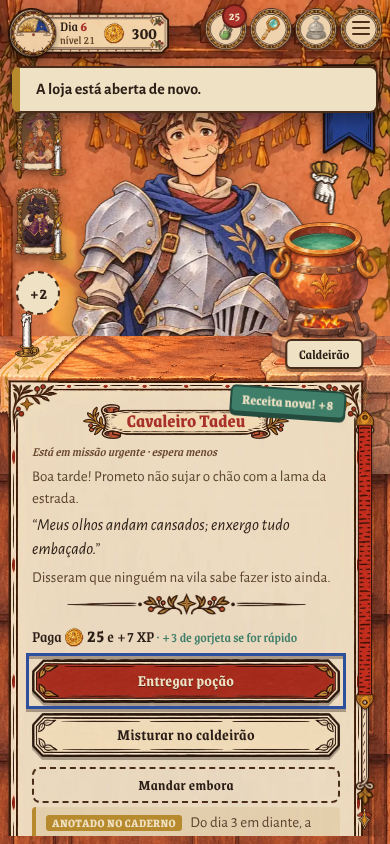 Dia 6
nível 21
300
25
A loja está aberta de novo.
+2
Caldeirão
Receita nova! +8
Cavaleiro Tadeu
Está em missão urgente · espera menos
Boa tarde! Prometo não sujar o chão com a lama da
estrada.
“Meus olhos andam cansados; enxergo tudo
embaçado.”
Disseram que ninguém na vila sabe fazer isto ainda.
Paga 25 e +7 XP · +3 de gorjeta se for rápido
Entregar poção
Misturar no caldeirão
Mandar embora
ANOTADO NO CADERNO Do dia 3 em diante, a